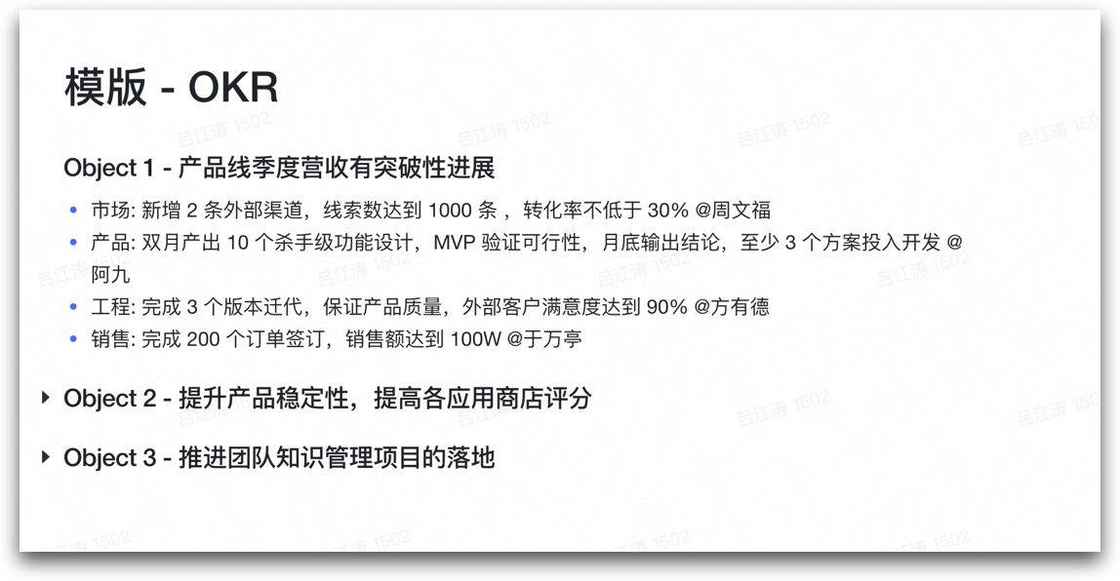 模版 - OKR
Object 1 - 产品线季度营收有突破性进展
市场: 新增 2 条外部渠道，线索数达到 1000 条 ，转化率不低于 30% @周文福
产品: 双月产出 10 个杀手级功能设计，MVP 验证可行性，月底输出结论，至少 3 个方案投入开发 @
阿九
工程: 完成 3 个版本迁代，保证产品质量，外部客户满意度达到 90% @方有德
销售: 完成 200 个订单签订，销售额达到 100W @于万亭
Object 2 - 提升产品稳定性，提高各应用商店评分
Object 3 - 推进团队知识管理项目的落地